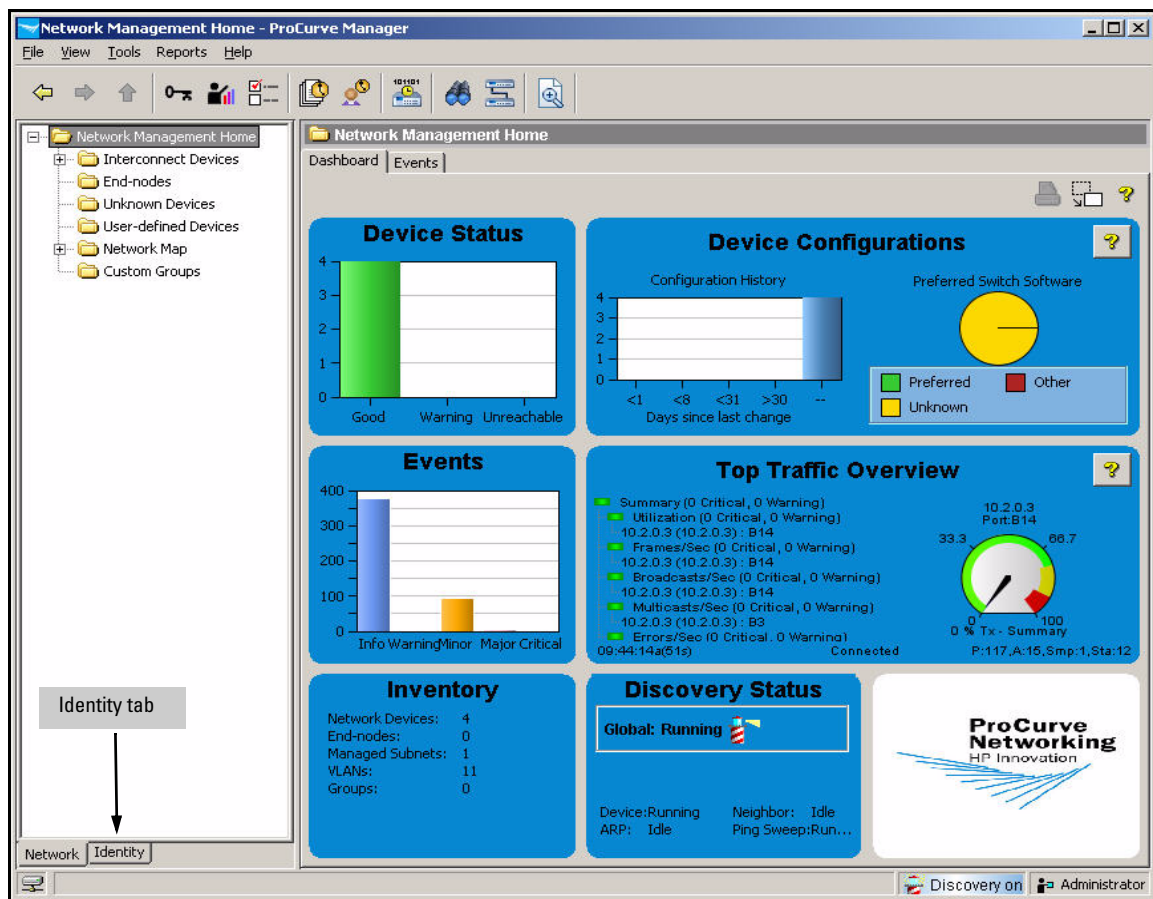 Network Management Home - ProCurve Manager
File View Tools Reports Help
Network Management Home
Interconnect Devices
End-nodes
Unknown Devices
User-defined Devices
Network Map
Custom Groups
Identity tab
Network Identity
Network Management Home
Dashboard Events
Device Status
4
3
2
1
0
Good Warning Unreachable
Device Configurations
Configuration History
4
3
2
1
0
<1 <8 <31 >30 --
Days since last change
Preferred Switch Software
Preferred Other
Unknown
Events
400
300
200
100
0
Info Warning Minor Major Critical
Top Traffic Overview
Summary (0 Critical, 0 Warning)
Utilization (0 Critical, 0 Warning)
10.2.0.3 (10.2.0.3) : B14
Frames/Sec (0 Critical, 0 Warning)
10.2.0.3 (10.2.0.3) : B14
Broadcasts/Sec (0 Critical, 0 Warning)
10.2.0.3 (10.2.0.3) : B14
Multicasts/Sec (0 Critical, 0 Warning)
10.2.0.3 (10.2.0.3) : B3
Errors/Sec (0 Critical, 0 Warning)
10.2.0.3
Port:B14
33.3 66.7
0 100
0 % Tx - Summary
09:44:14a(51s) Connected P:117,A:15,Smp:1,Sta:12
Inventory
Network Devices: 4
End-nodes: 0
Managed Subnets: 1
VLANs: 11
Groups: 0
Discovery Status
Global: Running
Device:Running Neighbor: Idle
ARP: Idle Ping Sweep:Run...
ProCurve
Networking
HP Innovation
Discovery on Administrator